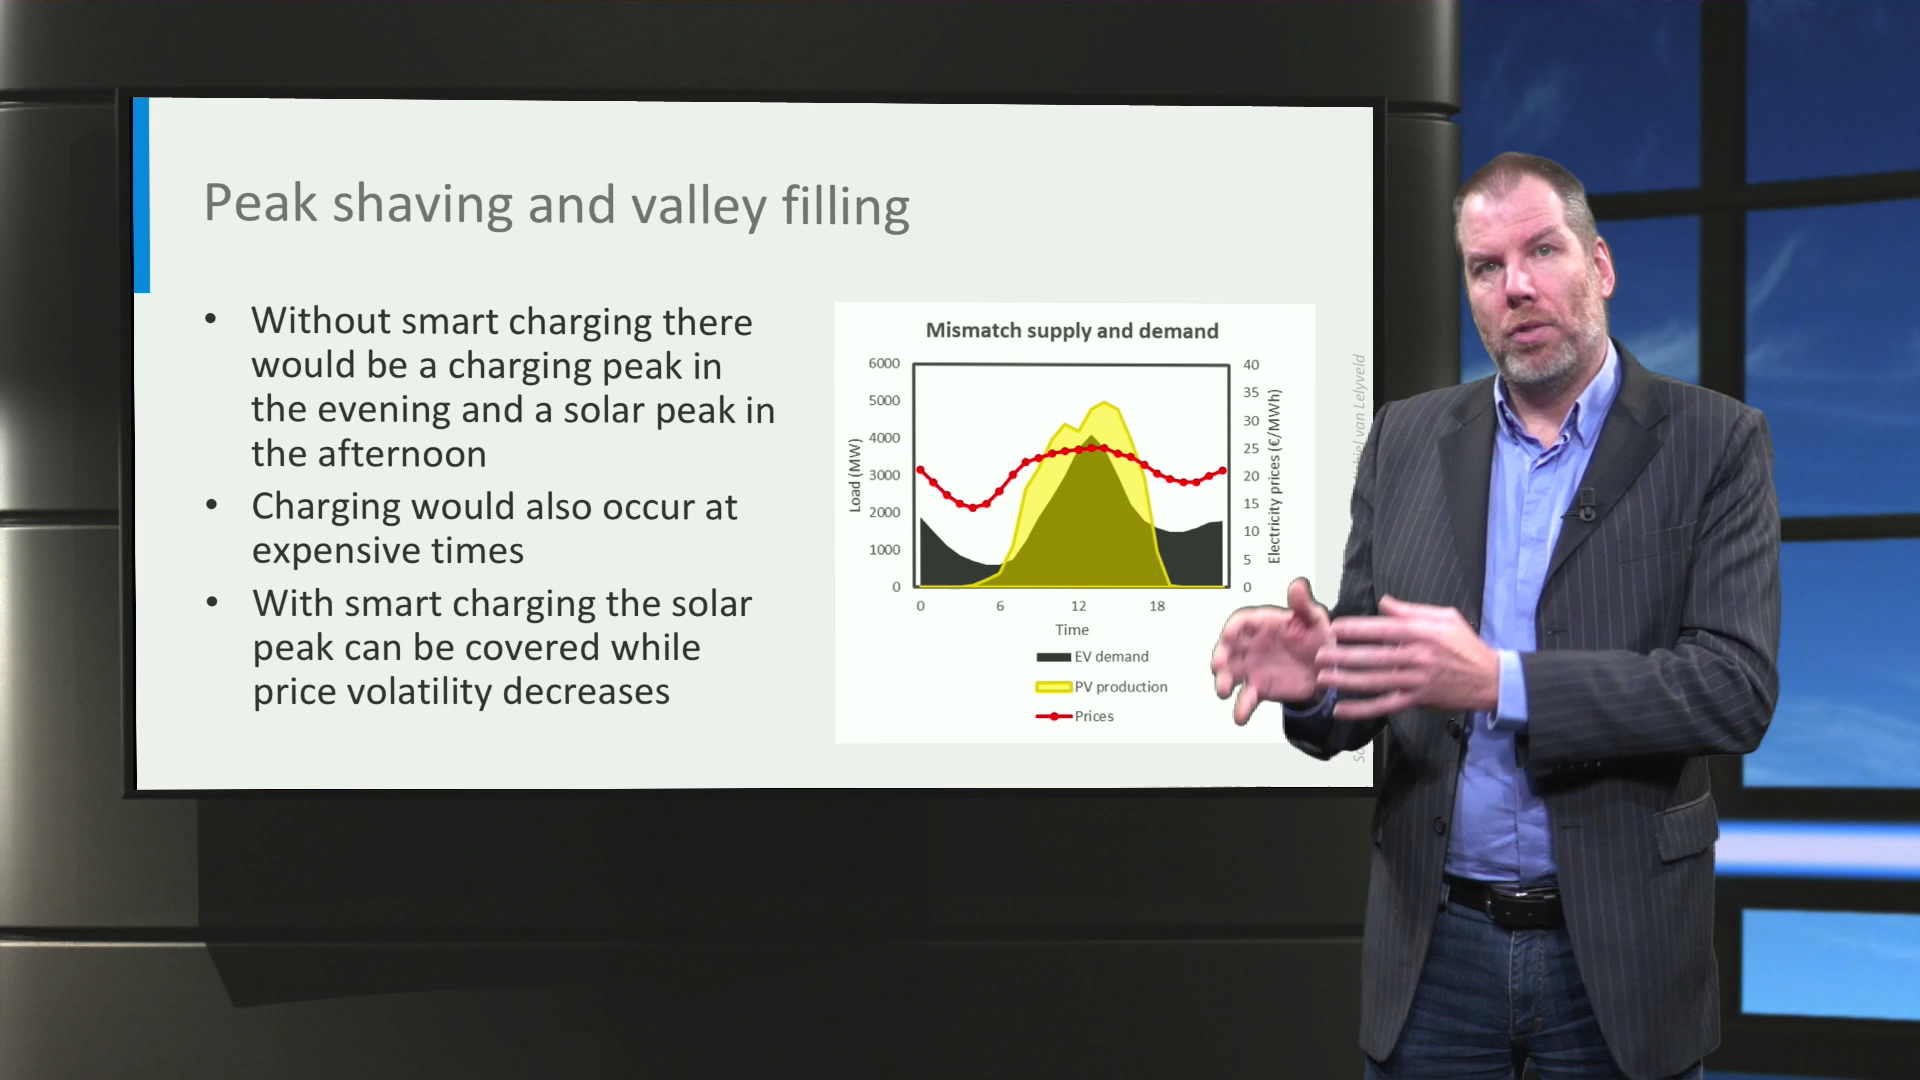 Peak shaving and valley filling
• Without smart charging there
would be a charging peak in
the evening and a solar peak in
the afternoon
• Charging would also occur at
expensive times
• With smart charging the solar
peak can be covered while
price volatility decreases
Mismatch supply and demand
6000
5000
4000
3000
2000
1000
0
Load (MW)
40
35
30
25
20
15
10
5
0
Electricity prices (€/MWh)
0 6 12 18
Time
EV demand
PV production
Prices
van Lelyveld